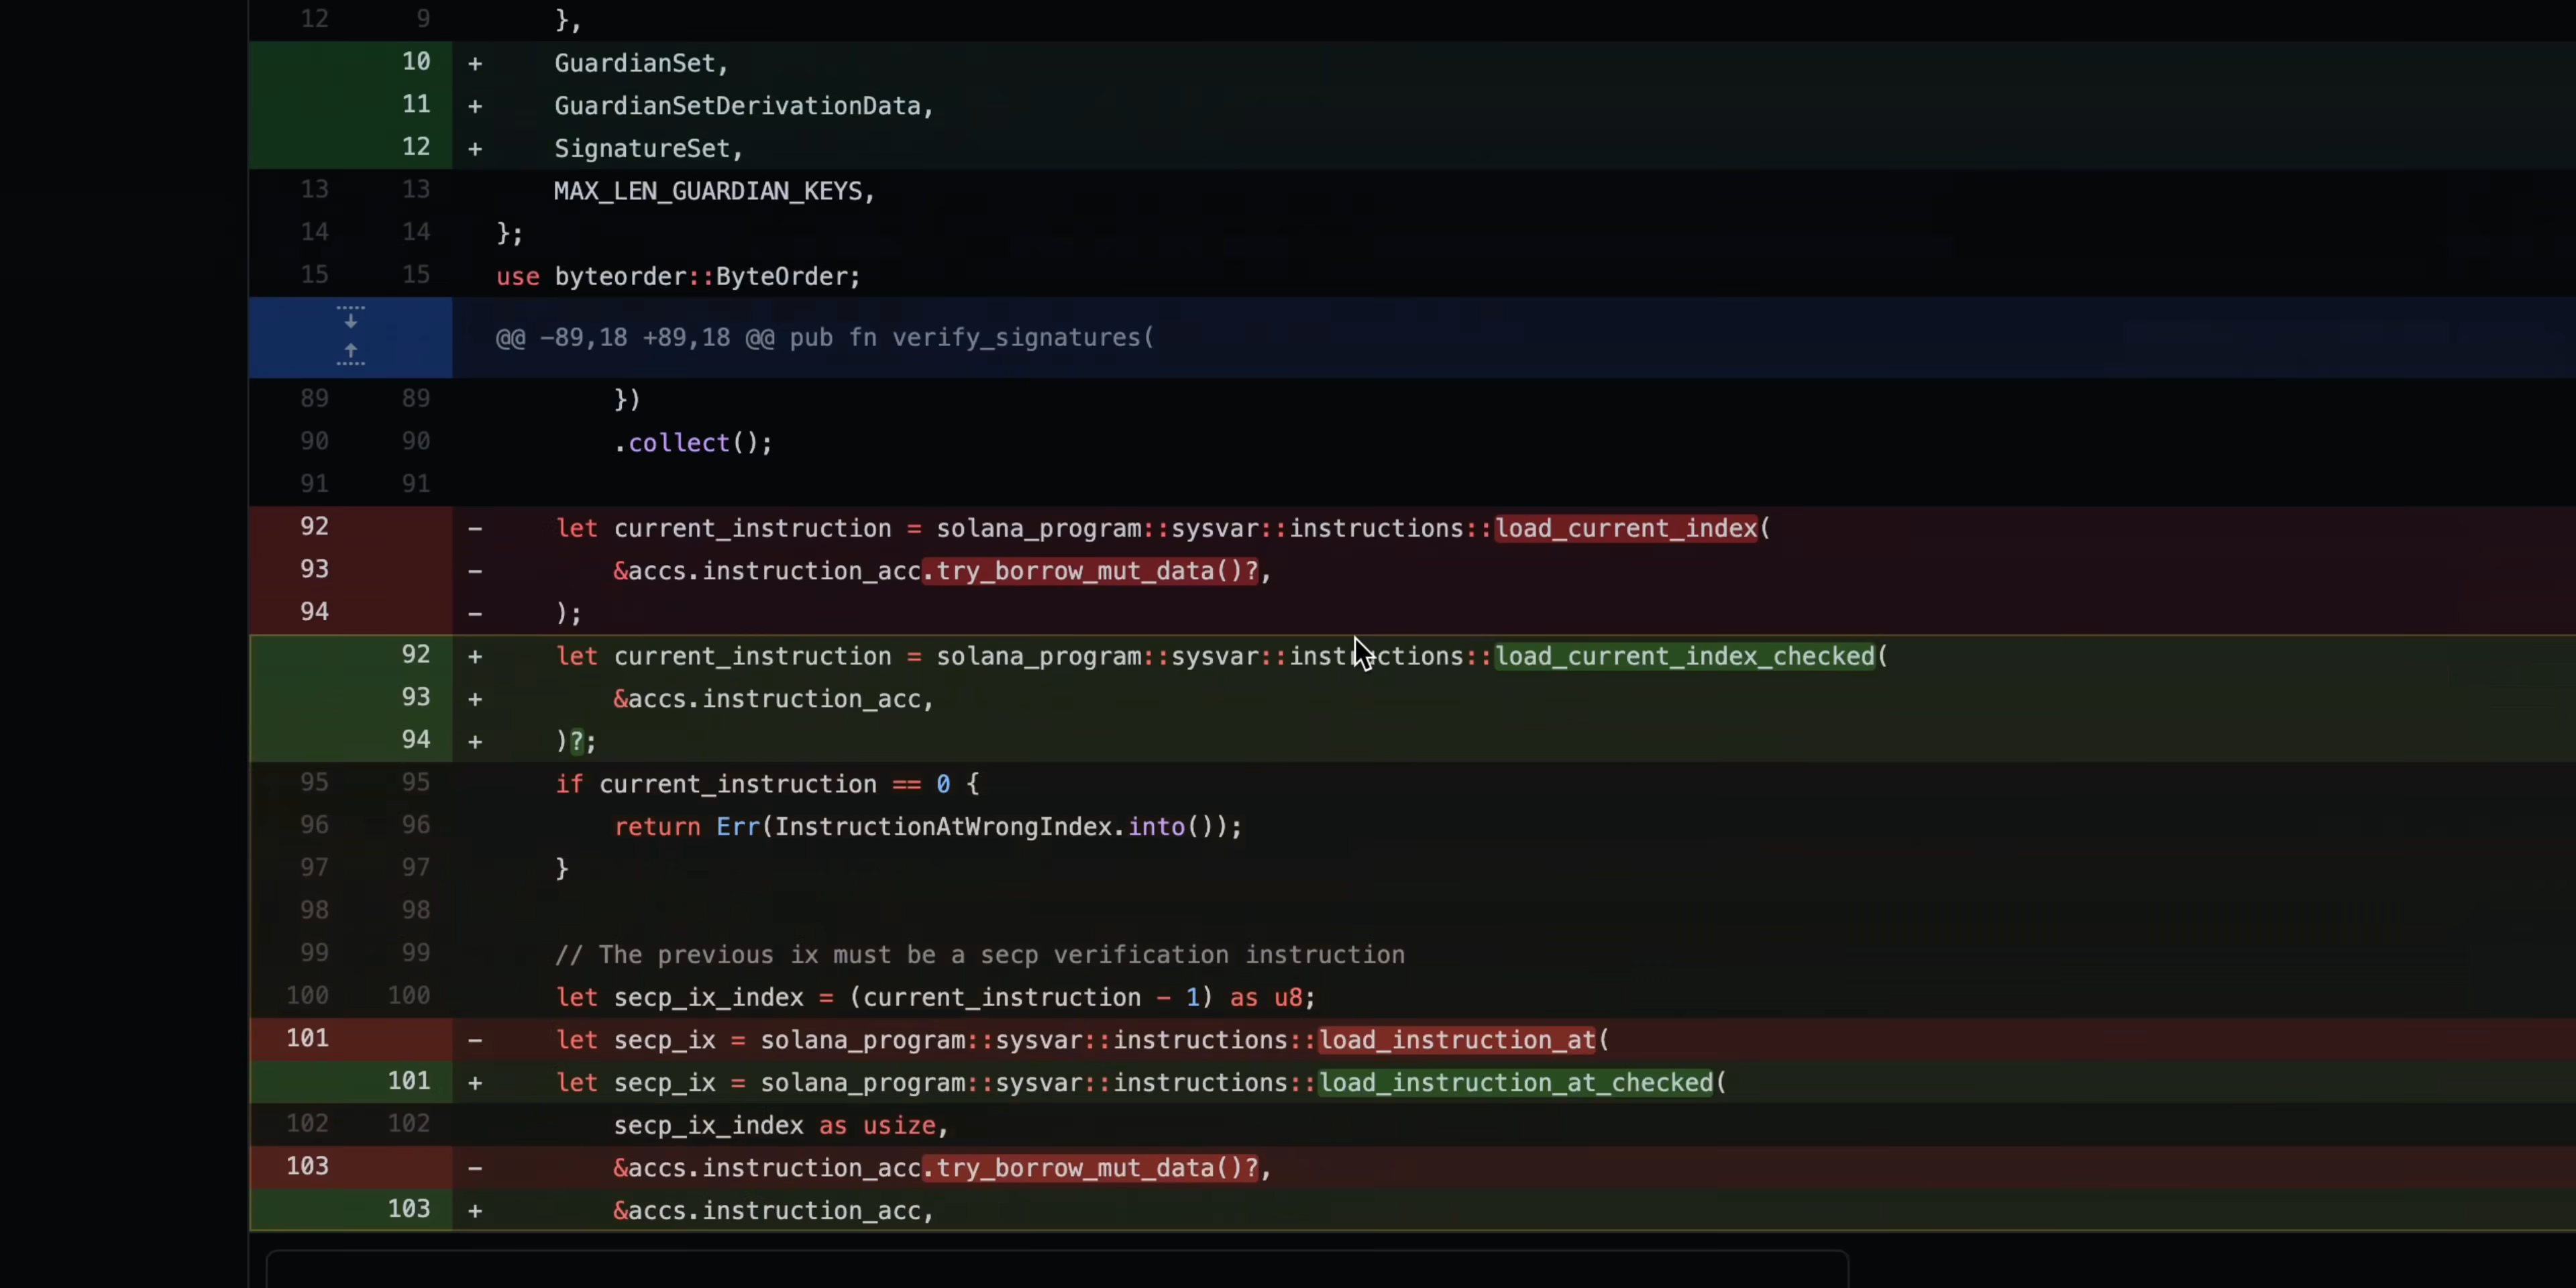 12 9 },
10 + GuardianSet,
11 + GuardianSetDerivationData,
12 + SignatureSet,
13 13 MAX_LEN_GUARDIAN_KEYS,
14 14 };
15 15 use byteorder::ByteOrder;
@@ -89,18 +89,18 @@ pub fn verify_signatures(
89 89 })
90 90 .collect();
91 91
92 - let current_instruction = solana_program::sysvar::instructions::load_current_index(
93 - &accs.instruction_acc.try_borrow_mut_data()?,
94 - );
92 + let current_instruction = solana_program::sysvar::instructions::load_current_index_checked(
93 + &accs.instruction_acc,
94 + )?;
95 95 if current_instruction == 0 {
96 96 return Err(InstructionAtWrongIndex.into());
97 97 }
98 98
99 99 // The previous ix must be a secp verification instruction
100 100 let secp_ix_index = (current_instruction - 1) as u8;
101 - let secp_ix = solana_program::sysvar::instructions::load_instruction_at(
101 + let secp_ix = solana_program::sysvar::instructions::load_instruction_at_checked(
102 102 secp_ix_index as usize,
103 - &accs.instruction_acc.try_borrow_mut_data()?,
103 + &accs.instruction_acc,